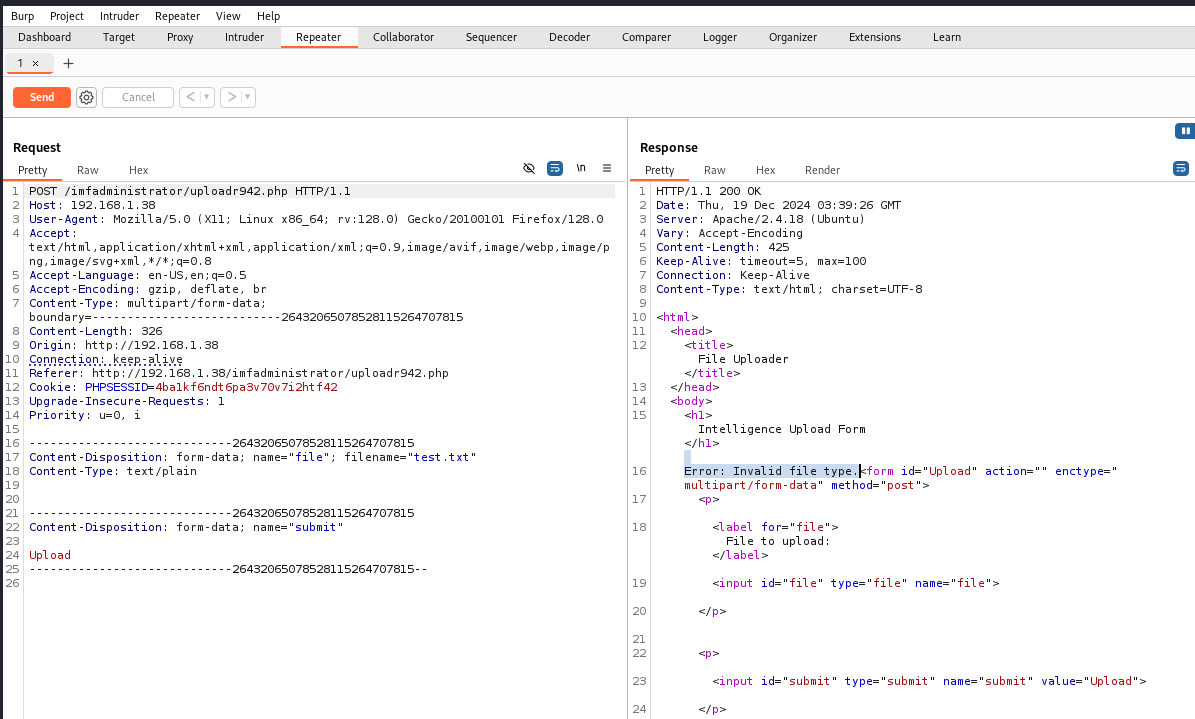 Burp Project Intruder Repeater View Help
Dashboard Target Proxy Intruder Repeater Collaborator Sequencer Decoder Comparer Logger Organizer Extensions Learn
1 × +
Send Cancel < >
Request
Pretty Raw Hex
\n
1 POST /imfadministrator/uploadr942.php HTTP/1.1
2 Host: 192.168.1.38
3 User-Agent: Mozilla/5.0 (X11; Linux x86_64; rv:128.0) Gecko/20100101 Firefox/128.0
4 Accept:
text/html,application/xhtml+xml,application/xml;q=0.9,image/avif,image/webp,image/p
ng,image/svg+xml,*/*;q=0.8
5 Accept-Language: en-US,en;q=0.5
6 Accept-Encoding: gzip, deflate, br
7 Content-Type: multipart/form-data;
boundary=---------------------------26432065078528115264707815
8 Content-Length: 326
9 Origin: http://192.168.1.38
10 Connection: keep-alive
11 Referer: http://192.168.1.38/imfadministrator/uploadr942.php
12 Cookie: PHPSESSID=4ba1kf6ndt6pa3v70v7i2htf42
13 Upgrade-Insecure-Requests: 1
14 Priority: u=0, i
15
16 -----------------------------26432065078528115264707815
17 Content-Disposition: form-data; name="file"; filename="test.txt"
18 Content-Type: text/plain
19
20
21 -----------------------------26432065078528115264707815
22 Content-Disposition: form-data; name="submit"
23
24 Upload
25 -----------------------------26432065078528115264707815--
26
Response
Pretty Raw Hex Render
1 HTTP/1.1 200 OK
2 Date: Thu, 19 Dec 2024 03:39:26 GMT
3 Server: Apache/2.4.18 (Ubuntu)
4 Vary: Accept-Encoding
5 Content-Length: 425
6 Keep-Alive: timeout=5, max=100
7 Connection: Keep-Alive
8 Content-Type: text/html; charset=UTF-8
9
10 <html>
11 <head>
12 <title>
File Uploader
</title>
13 </head>
14 <body>
15 <h1>
Intelligence Upload Form
</h1>
16 Error: Invalid file type.<form id="Upload" action="" enctype="
multipart/form-data" method="post">
17 <p>
18 <label for="file">
File to upload:
</label>
19 <input id="file" type="file" name="file">
20 </p>
21
22 <p>
23 <input id="submit" type="submit" name="submit" value="Upload">
24 </p>